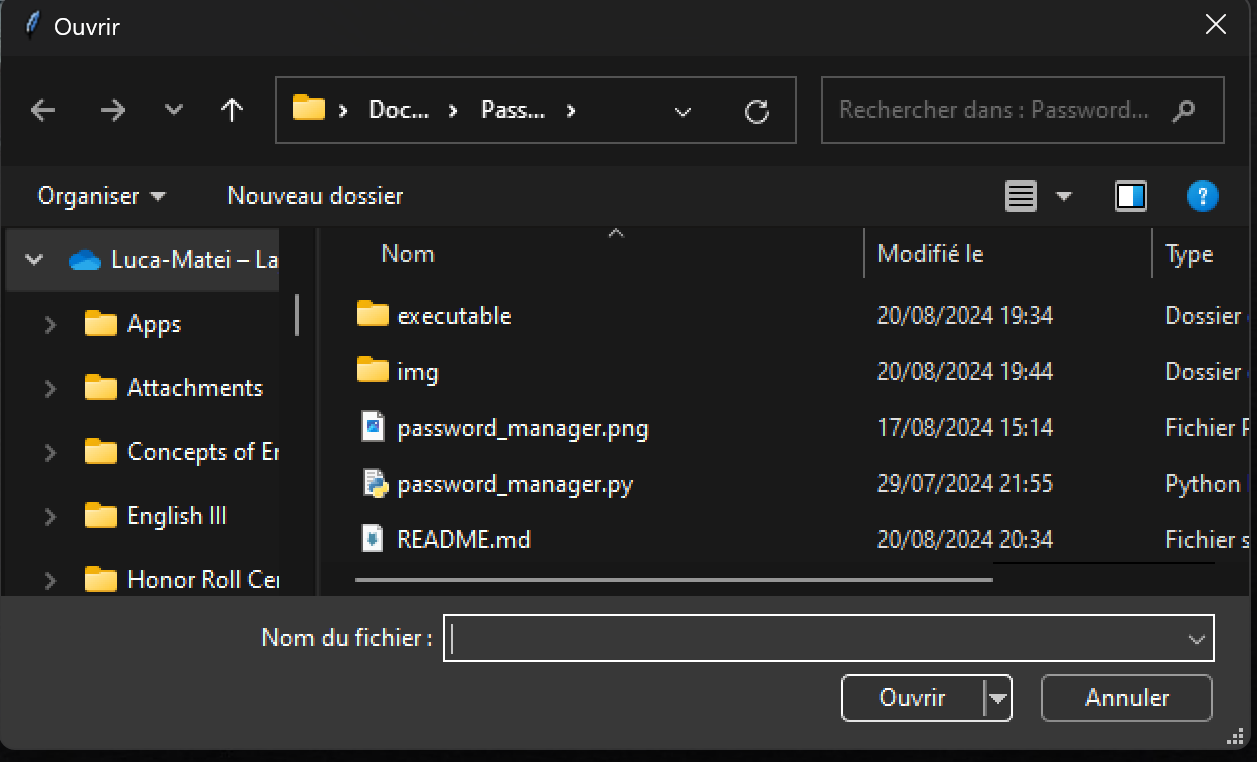 Ouvrir
Doc... Pass...
Rechercher dans : Password...
Organiser Nouveau dossier
Luca-Matei – La
Apps
Attachments
Concepts of Er
English III
Honor Roll Cer
Nom Modifié le Type
executable 20/08/2024 19:34 Dossier
img 20/08/2024 19:44 Dossier
password_manager.png 17/08/2024 15:14 Fichier P
password_manager.py 29/07/2024 21:55 Python
README.md 20/08/2024 20:34 Fichier s
Nom du fichier :
Ouvrir Annuler